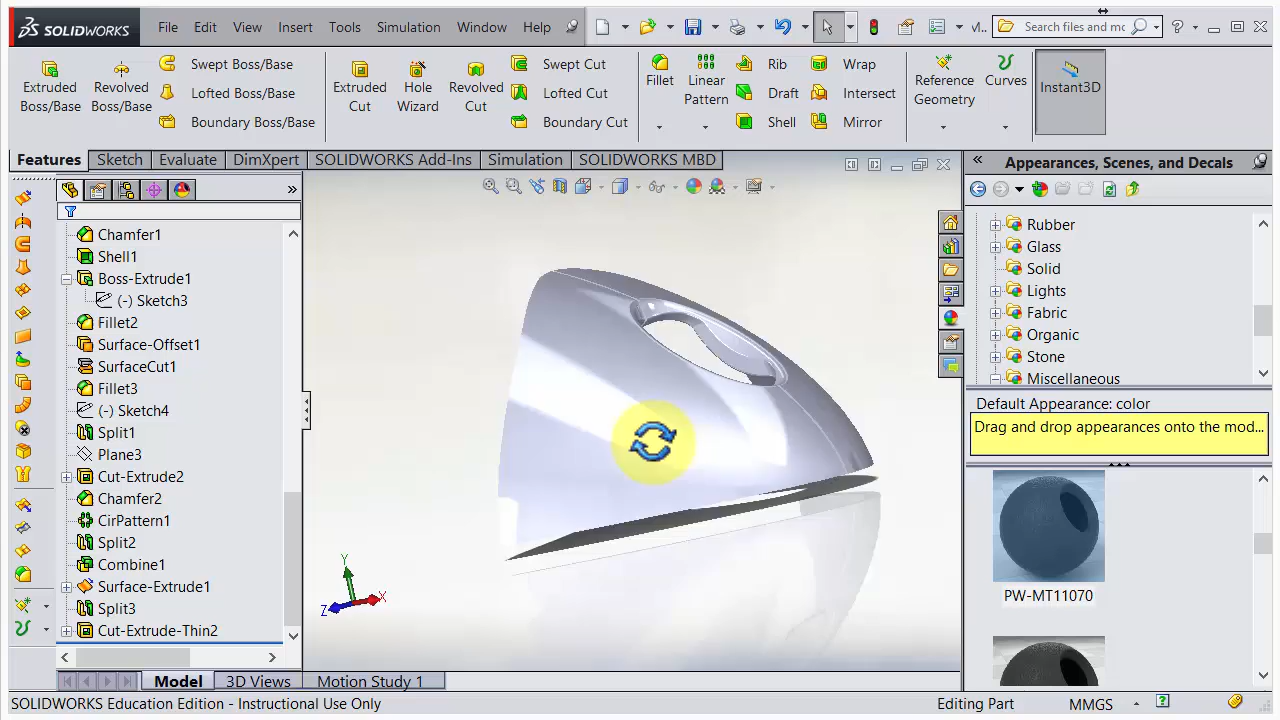 SOLIDWORKS File Edit View Insert Tools Simulation Window Help Search files and mo
Extruded Boss/Base
Revolved Boss/Base
Swept Boss/Base
Lofted Boss/Base
Boundary Boss/Base
Extruded Cut
Hole Wizard
Revolved Cut
Swept Cut
Lofted Cut
Boundary Cut
Fillet
Linear Pattern
Rib
Draft
Shell
Wrap
Intersect
Mirror
Reference Geometry
Curves
Instant3D
Features Sketch Evaluate DimXpert SOLIDWORKS Add-Ins Simulation SOLIDWORKS MBD
Chamfer1
Shell1
Boss-Extrude1
(-) Sketch3
Fillet2
Surface-Offset1
SurfaceCut1
Fillet3
(-) Sketch4
Split1
Plane3
Cut-Extrude2
Chamfer2
CirPattern1
Split2
Combine1
Surface-Extrude1
Split3
Cut-Extrude-Thin2
Y
X
Z
Appearances, Scenes, and Decals
Rubber
Glass
Solid
Lights
Fabric
Organic
Stone
Miscellaneous
Default Appearance: color
Drag and drop appearances onto the mod...
PW-MT11070
Model 3D Views Motion Study 1
SOLIDWORKS Education Edition - Instructional Use Only Editing Part MMGS